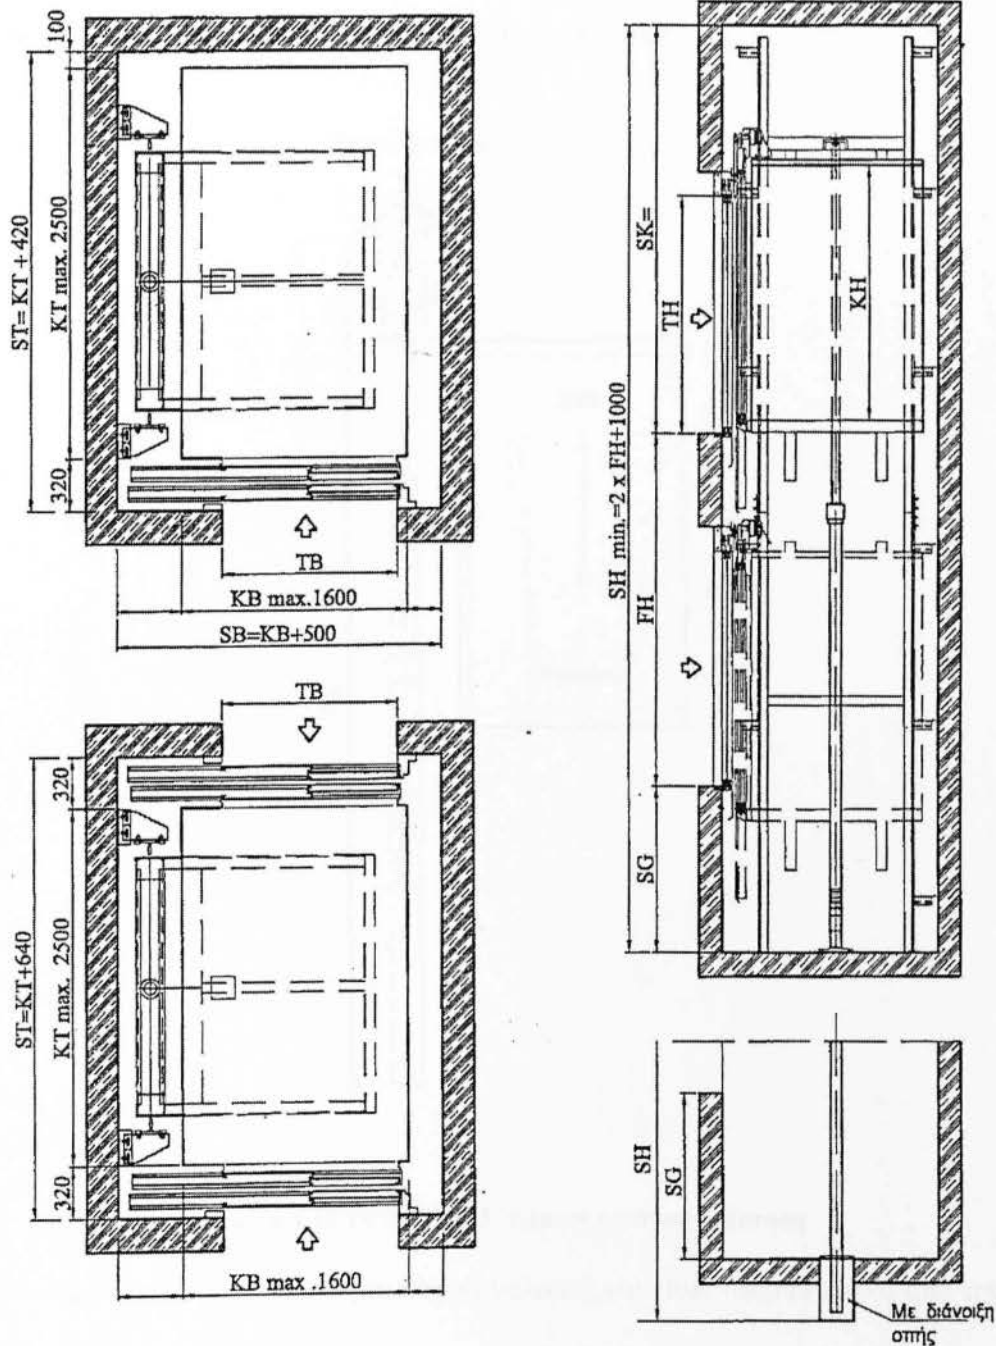 100
ST= KT + 420
KT max. 2500
320
TB
KB max.1600
SB=KB+500
TB
320
ST=KT+640
KT max. 2500
320
KB max .1600
SK=
TH
KH
SH min.=2 x FH+1000
FH
SG
SH
SG
Με διάνοιξη
οπής